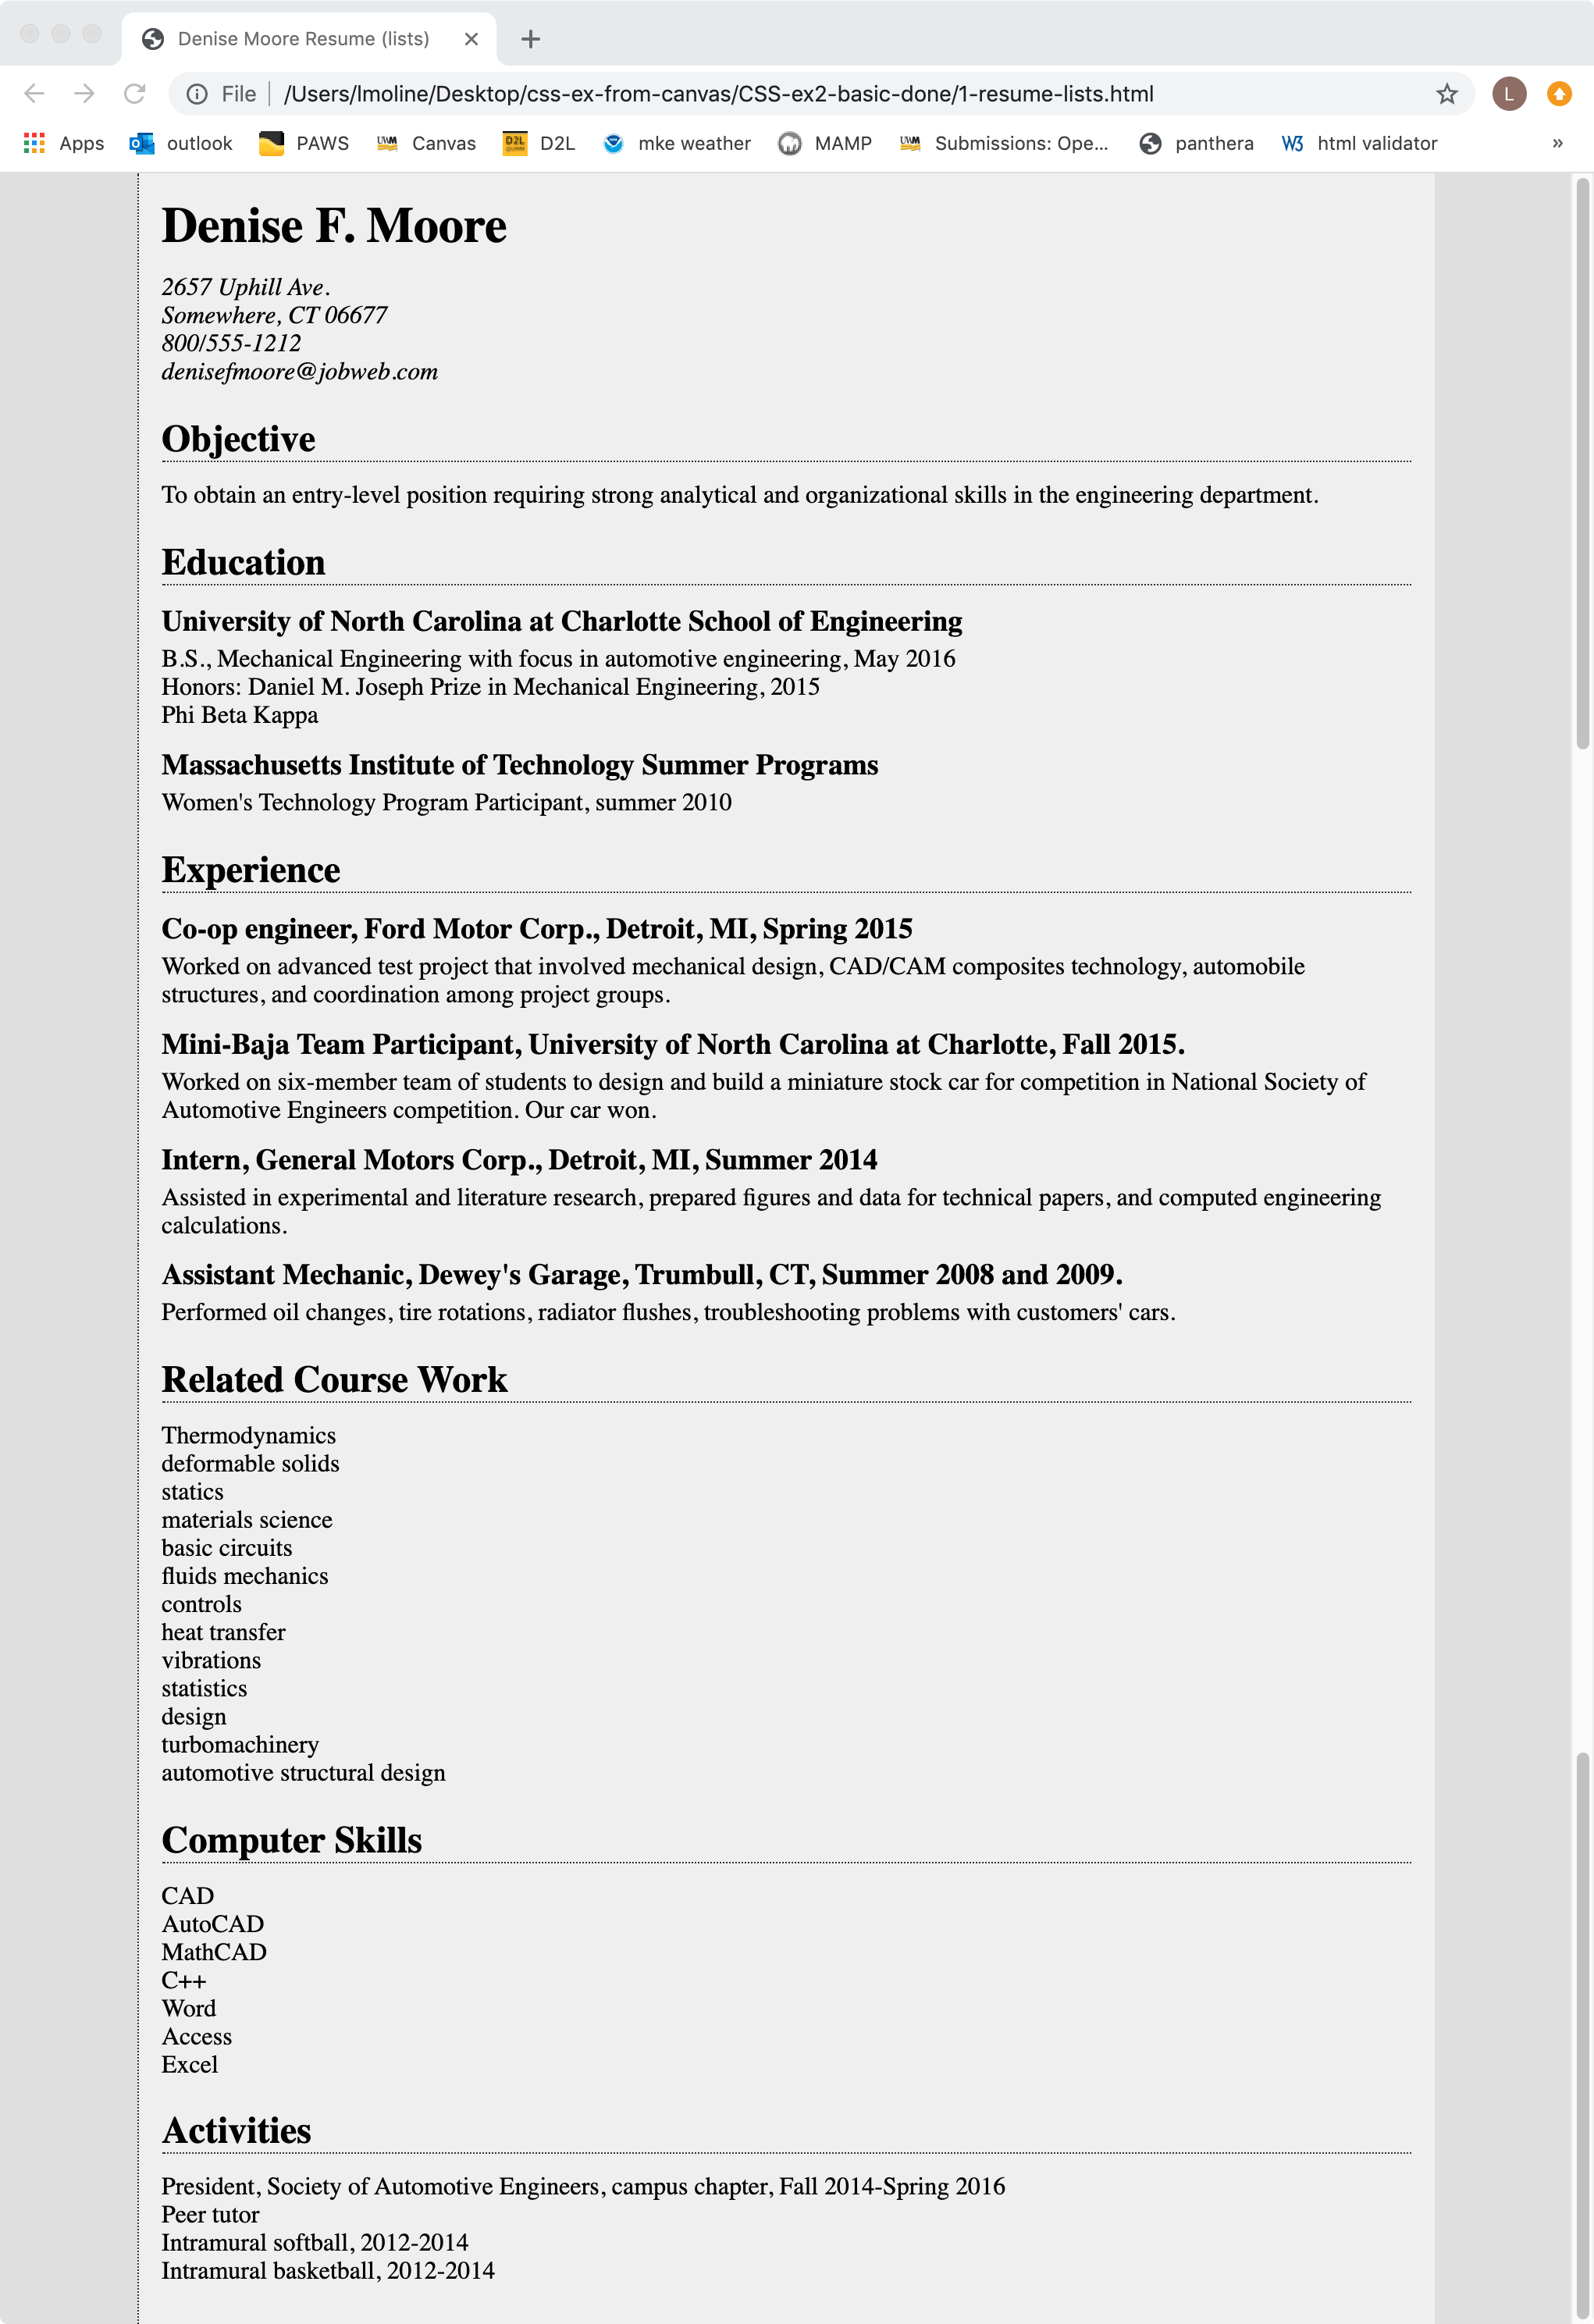 Denise Moore Resume (lists)
File /Users/lmoline/Desktop/css-ex-from-canvas/CSS-ex2-basic-done/1-resume-lists.html
L
Apps outlook PAWS UWM Canvas D2L D2L mke weather MAMP UWM Submissions: Ope... panthera W3 html validator »
Denise F. Moore
2657 Uphill Ave.
Somewhere, CT 06677
800/555-1212
denisefmoore@jobweb.com
Objective
To obtain an entry-level position requiring strong analytical and organizational skills in the engineering department.
Education
University of North Carolina at Charlotte School of Engineering
B.S., Mechanical Engineering with focus in automotive engineering, May 2016
Honors: Daniel M. Joseph Prize in Mechanical Engineering, 2015
Phi Beta Kappa
Massachusetts Institute of Technology Summer Programs
Women's Technology Program Participant, summer 2010
Experience
Co-op engineer, Ford Motor Corp., Detroit, MI, Spring 2015
Worked on advanced test project that involved mechanical design, CAD/CAM composites technology, automobile
structures, and coordination among project groups.
Mini-Baja Team Participant, University of North Carolina at Charlotte, Fall 2015.
Worked on six-member team of students to design and build a miniature stock car for competition in National Society of
Automotive Engineers competition. Our car won.
Intern, General Motors Corp., Detroit, MI, Summer 2014
Assisted in experimental and literature research, prepared figures and data for technical papers, and computed engineering
calculations.
Assistant Mechanic, Dewey's Garage, Trumbull, CT, Summer 2008 and 2009.
Performed oil changes, tire rotations, radiator flushes, troubleshooting problems with customers' cars.
Related Course Work
Thermodynamics
deformable solids
statics
materials science
basic circuits
fluids mechanics
controls
heat transfer
vibrations
statistics
design
turbomachinery
automotive structural design
Computer Skills
CAD
AutoCAD
MathCAD
C++
Word
Access
Excel
Activities
President, Society of Automotive Engineers, campus chapter, Fall 2014-Spring 2016
Peer tutor
Intramural softball, 2012-2014
Intramural basketball, 2012-2014